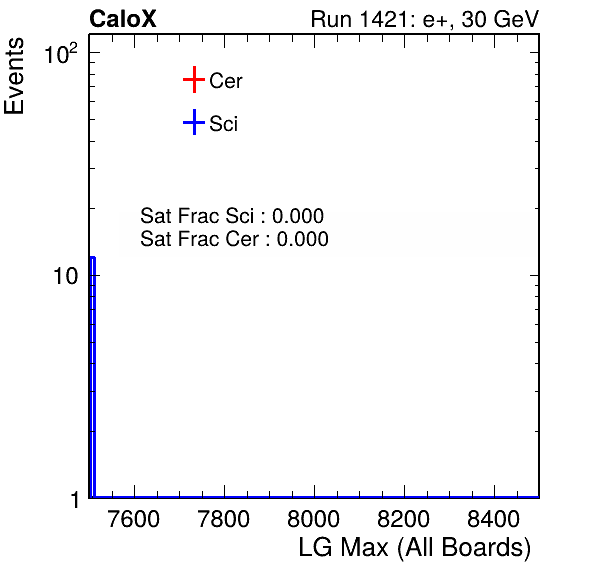 CaloX Run 1421: e+, 30 GeV
Events
10²
Cer
Sci
Sat Frac Sci : 0.000
Sat Frac Cer : 0.000
10
1
7600 7800 8000 8200 8400
LG Max (All Boards)